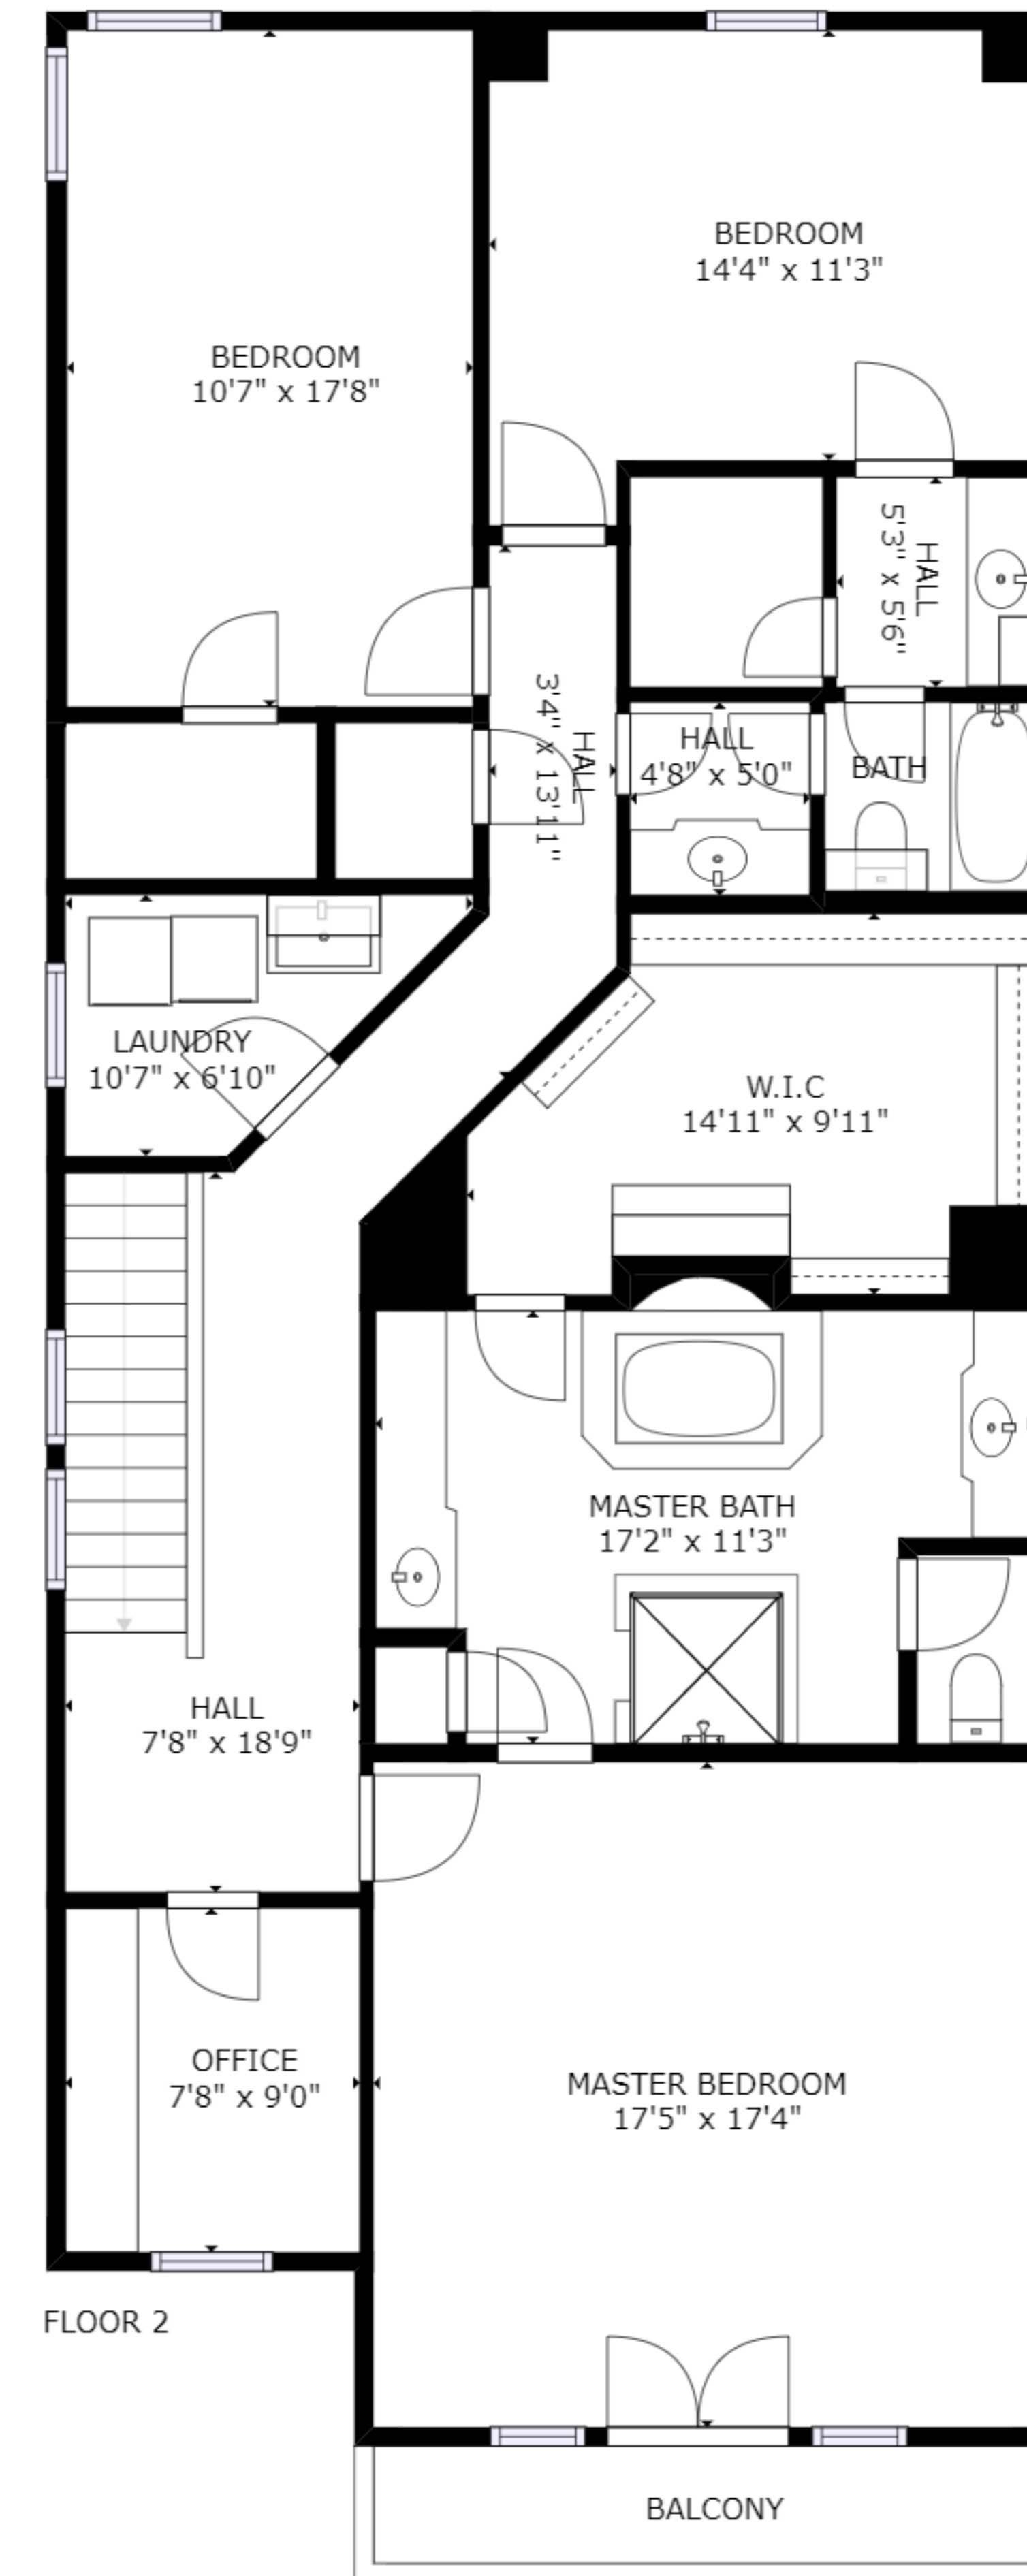 BEDROOM
14'4" x 11'3"
BEDROOM
10'7" x 17'8"
HALL
5'3" x 5'6"
HALL
3'4" x 13'11"
HALL
4'8" x 5'0"
BATH
LAUNDRY
10'7" x 6'10"
W.I.C
14'11" x 9'11"
MASTER BATH
17'2" x 11'3"
HALL
7'8" x 18'9"
OFFICE
7'8" x 9'0"
MASTER BEDROOM
17'5" x 17'4"
FLOOR 2
BALCONY